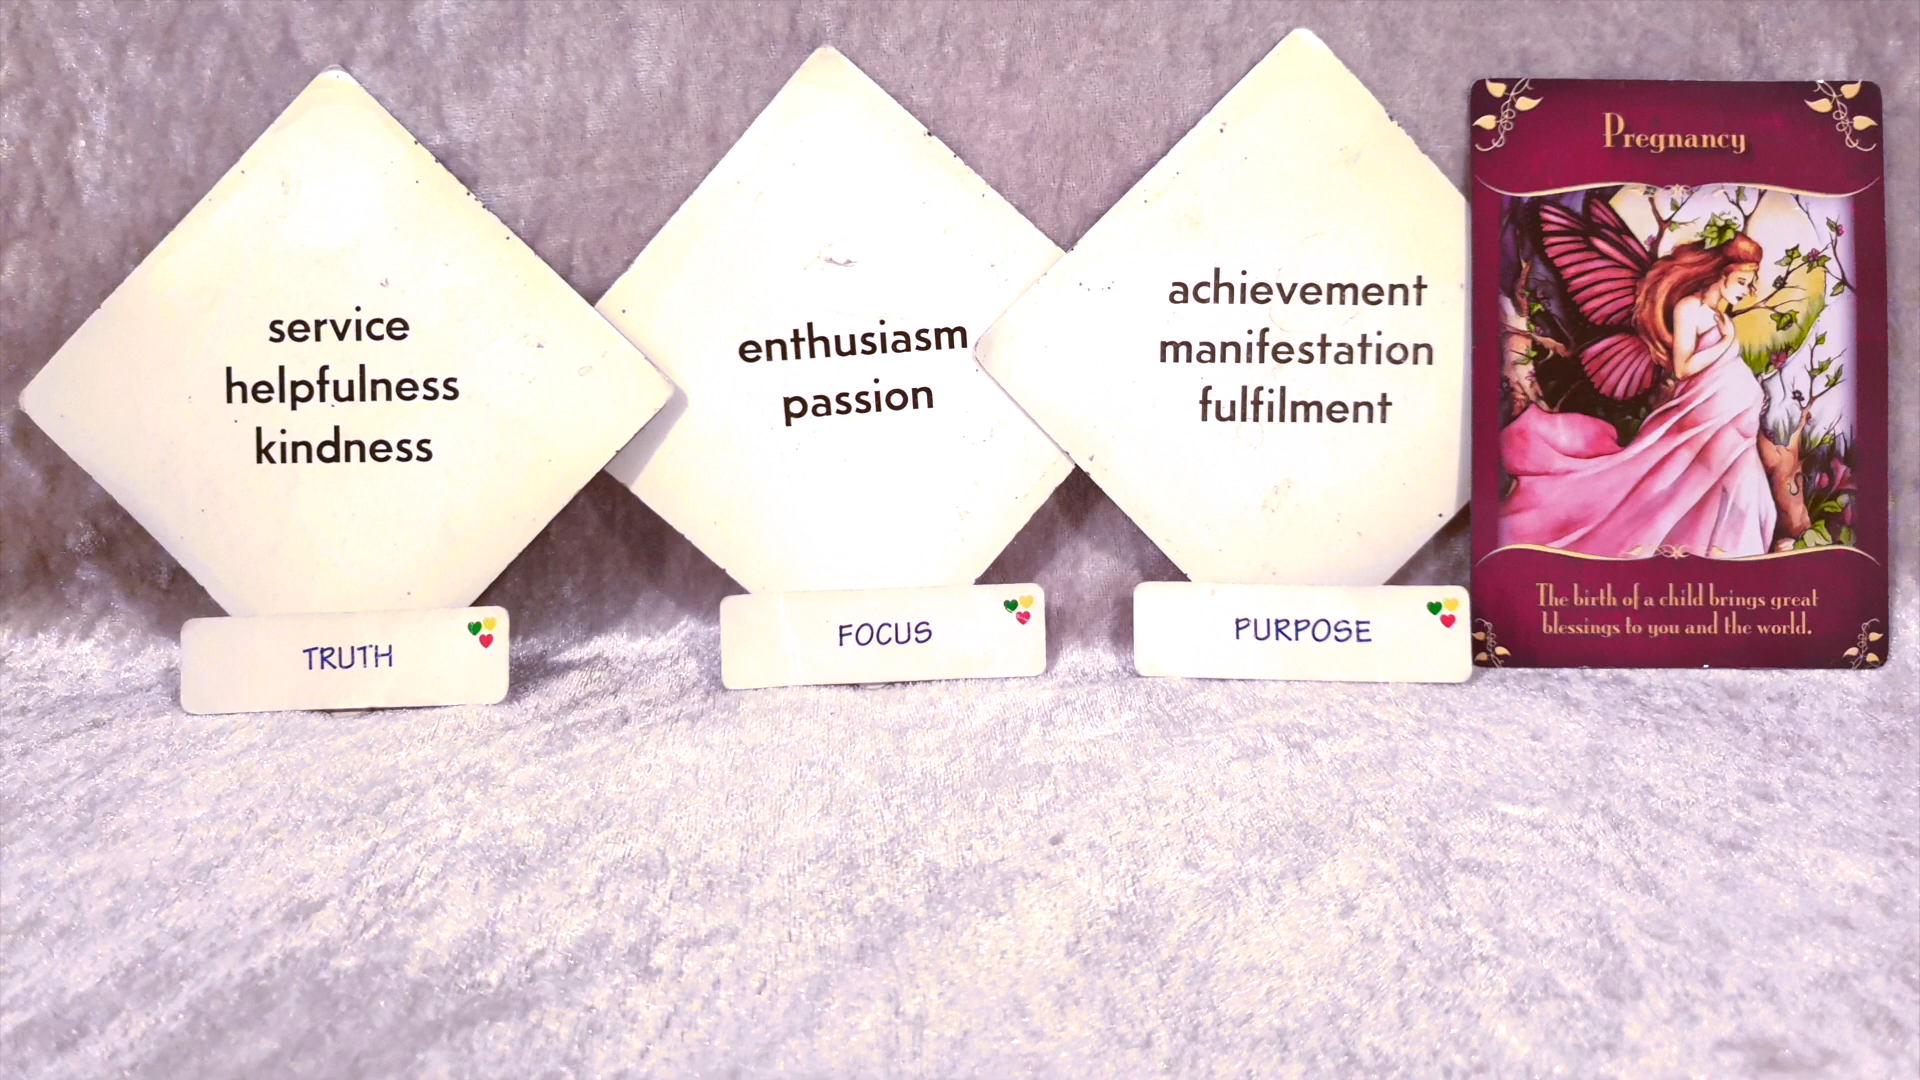 service
helpfulness
kindness
TRUTH
enthusiasm
passion
FOCUS
achievement
manifestation
fulfilment
PURPOSE
Pregnancy
The birth of a child brings great
blessings to you and the world.